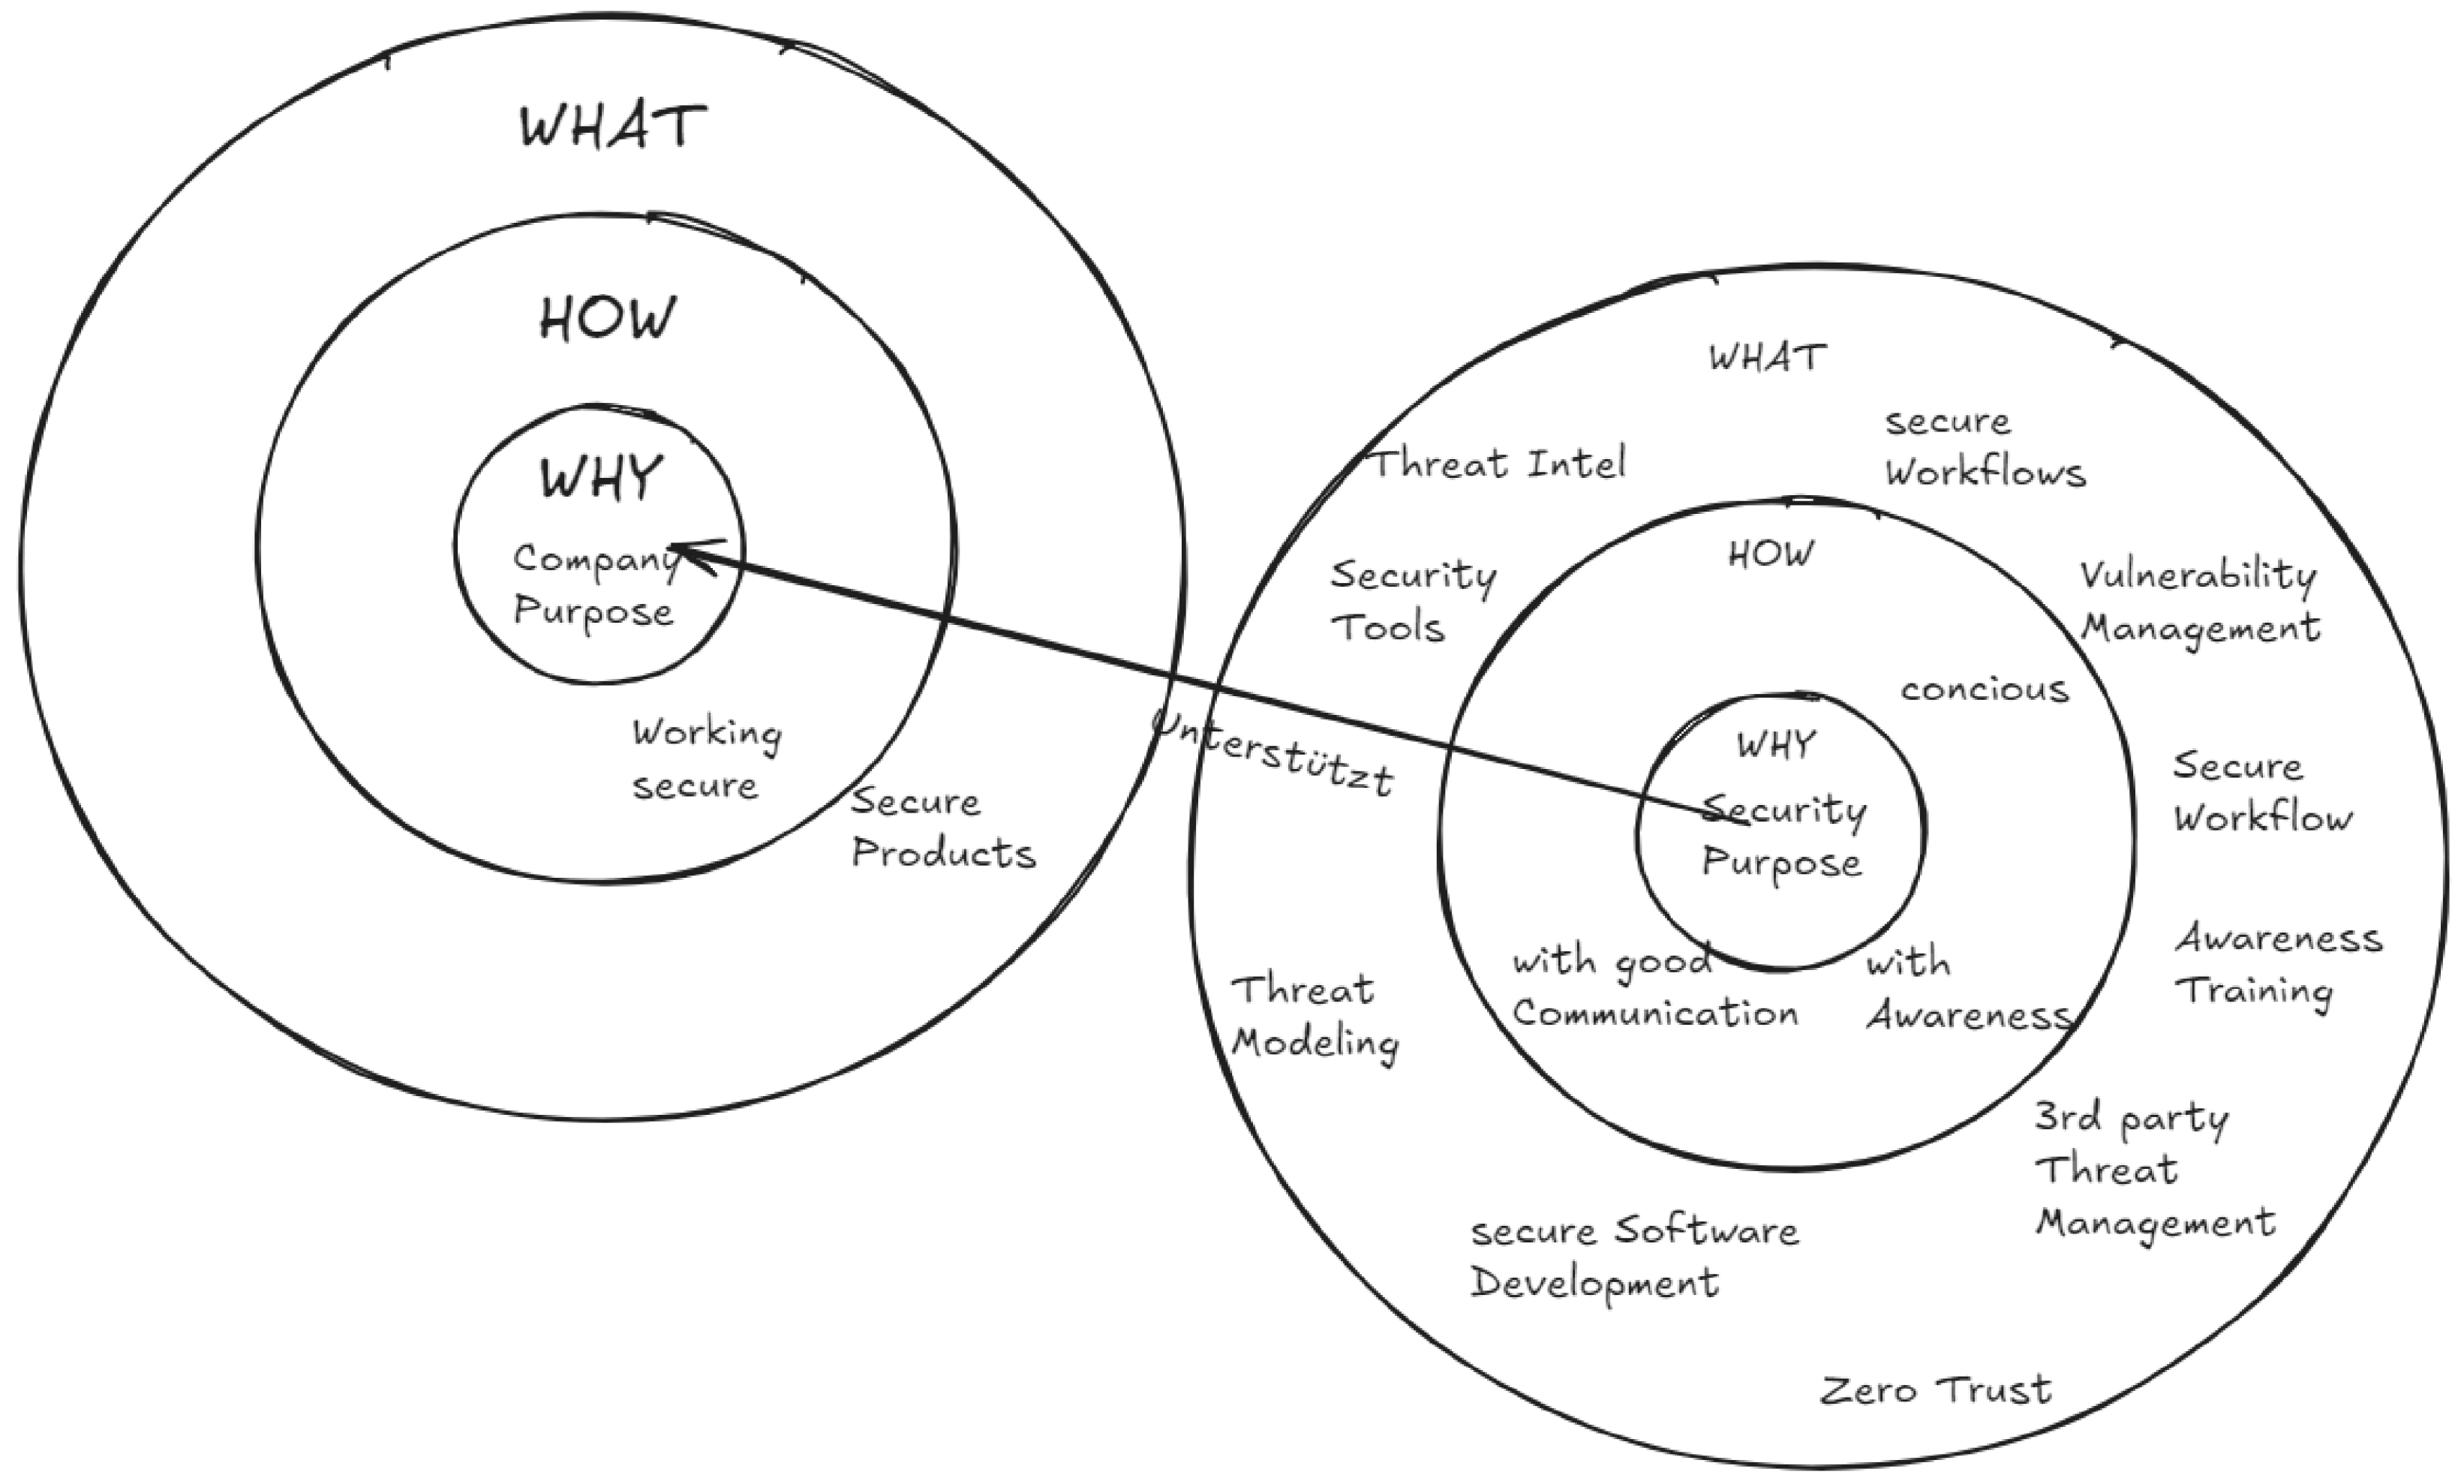 WHAT
HOW
WHY
Company
Purpose
Working
secure
Secure
Products
Unterstützt
WHAT
Threat Intel
secure
Workflows
Security
Tools
HOW
Vulnerability
Management
concious
WHY
Security
Purpose
Secure
Workflow
with good
Communication
with
Awareness
Awareness
Training
Threat
Modeling
3rd party
Threat
Management
secure Software
Development
Zero Trust